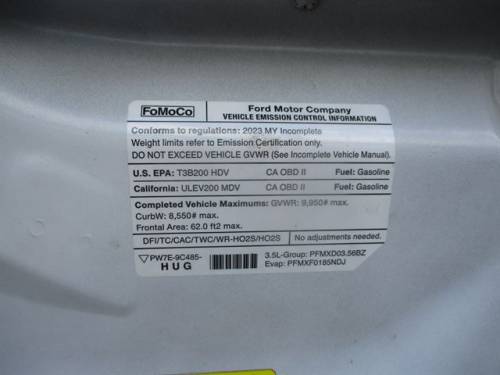 FoMoCo
Ford Motor Company
VEHICLE EMISSION CONTROL INFORMATION
Conforms to regulations: 2023 MY Incomplete
Weight limits refer to Emission Certification only.
DO NOT EXCEED VEHICLE GVWR (See Incomplete Vehicle Manual).
U.S. EPA: T3B200 HDV CA OBD II Fuel: Gasoline
California: ULEV200 MDV CA OBD II Fuel: Gasoline
Completed Vehicle Maximums: GVWR: 9,950# max.
CurbW: 8,550# max.
Frontal Area: 62.0 ft2 max.
DFI/TC/CAC/TWC/WR-HO2S/HO2S No adjustments needed.
▽PW7E-9C485- 3.5L-Group: PFMXD03.56BZ
HUG Evap: PFMXF0185NDJ